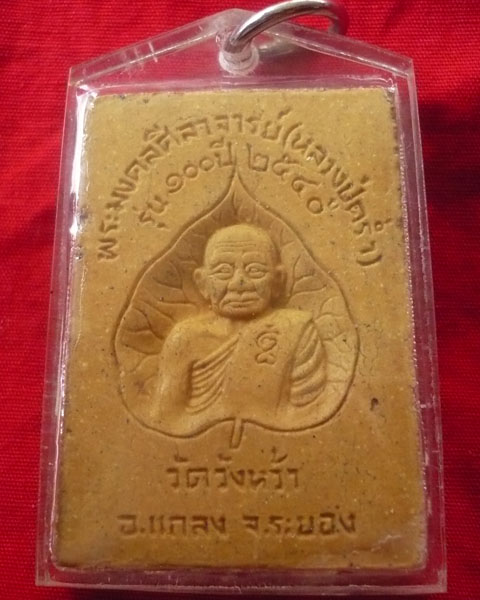 พระมงคลศีลาจารย์(หลวงปู่คร่ำ)
รุ่น ๑๐๐ปี ๒๕๔๐
วัดวังหว้า
อ.แกลง จ.ระยอง